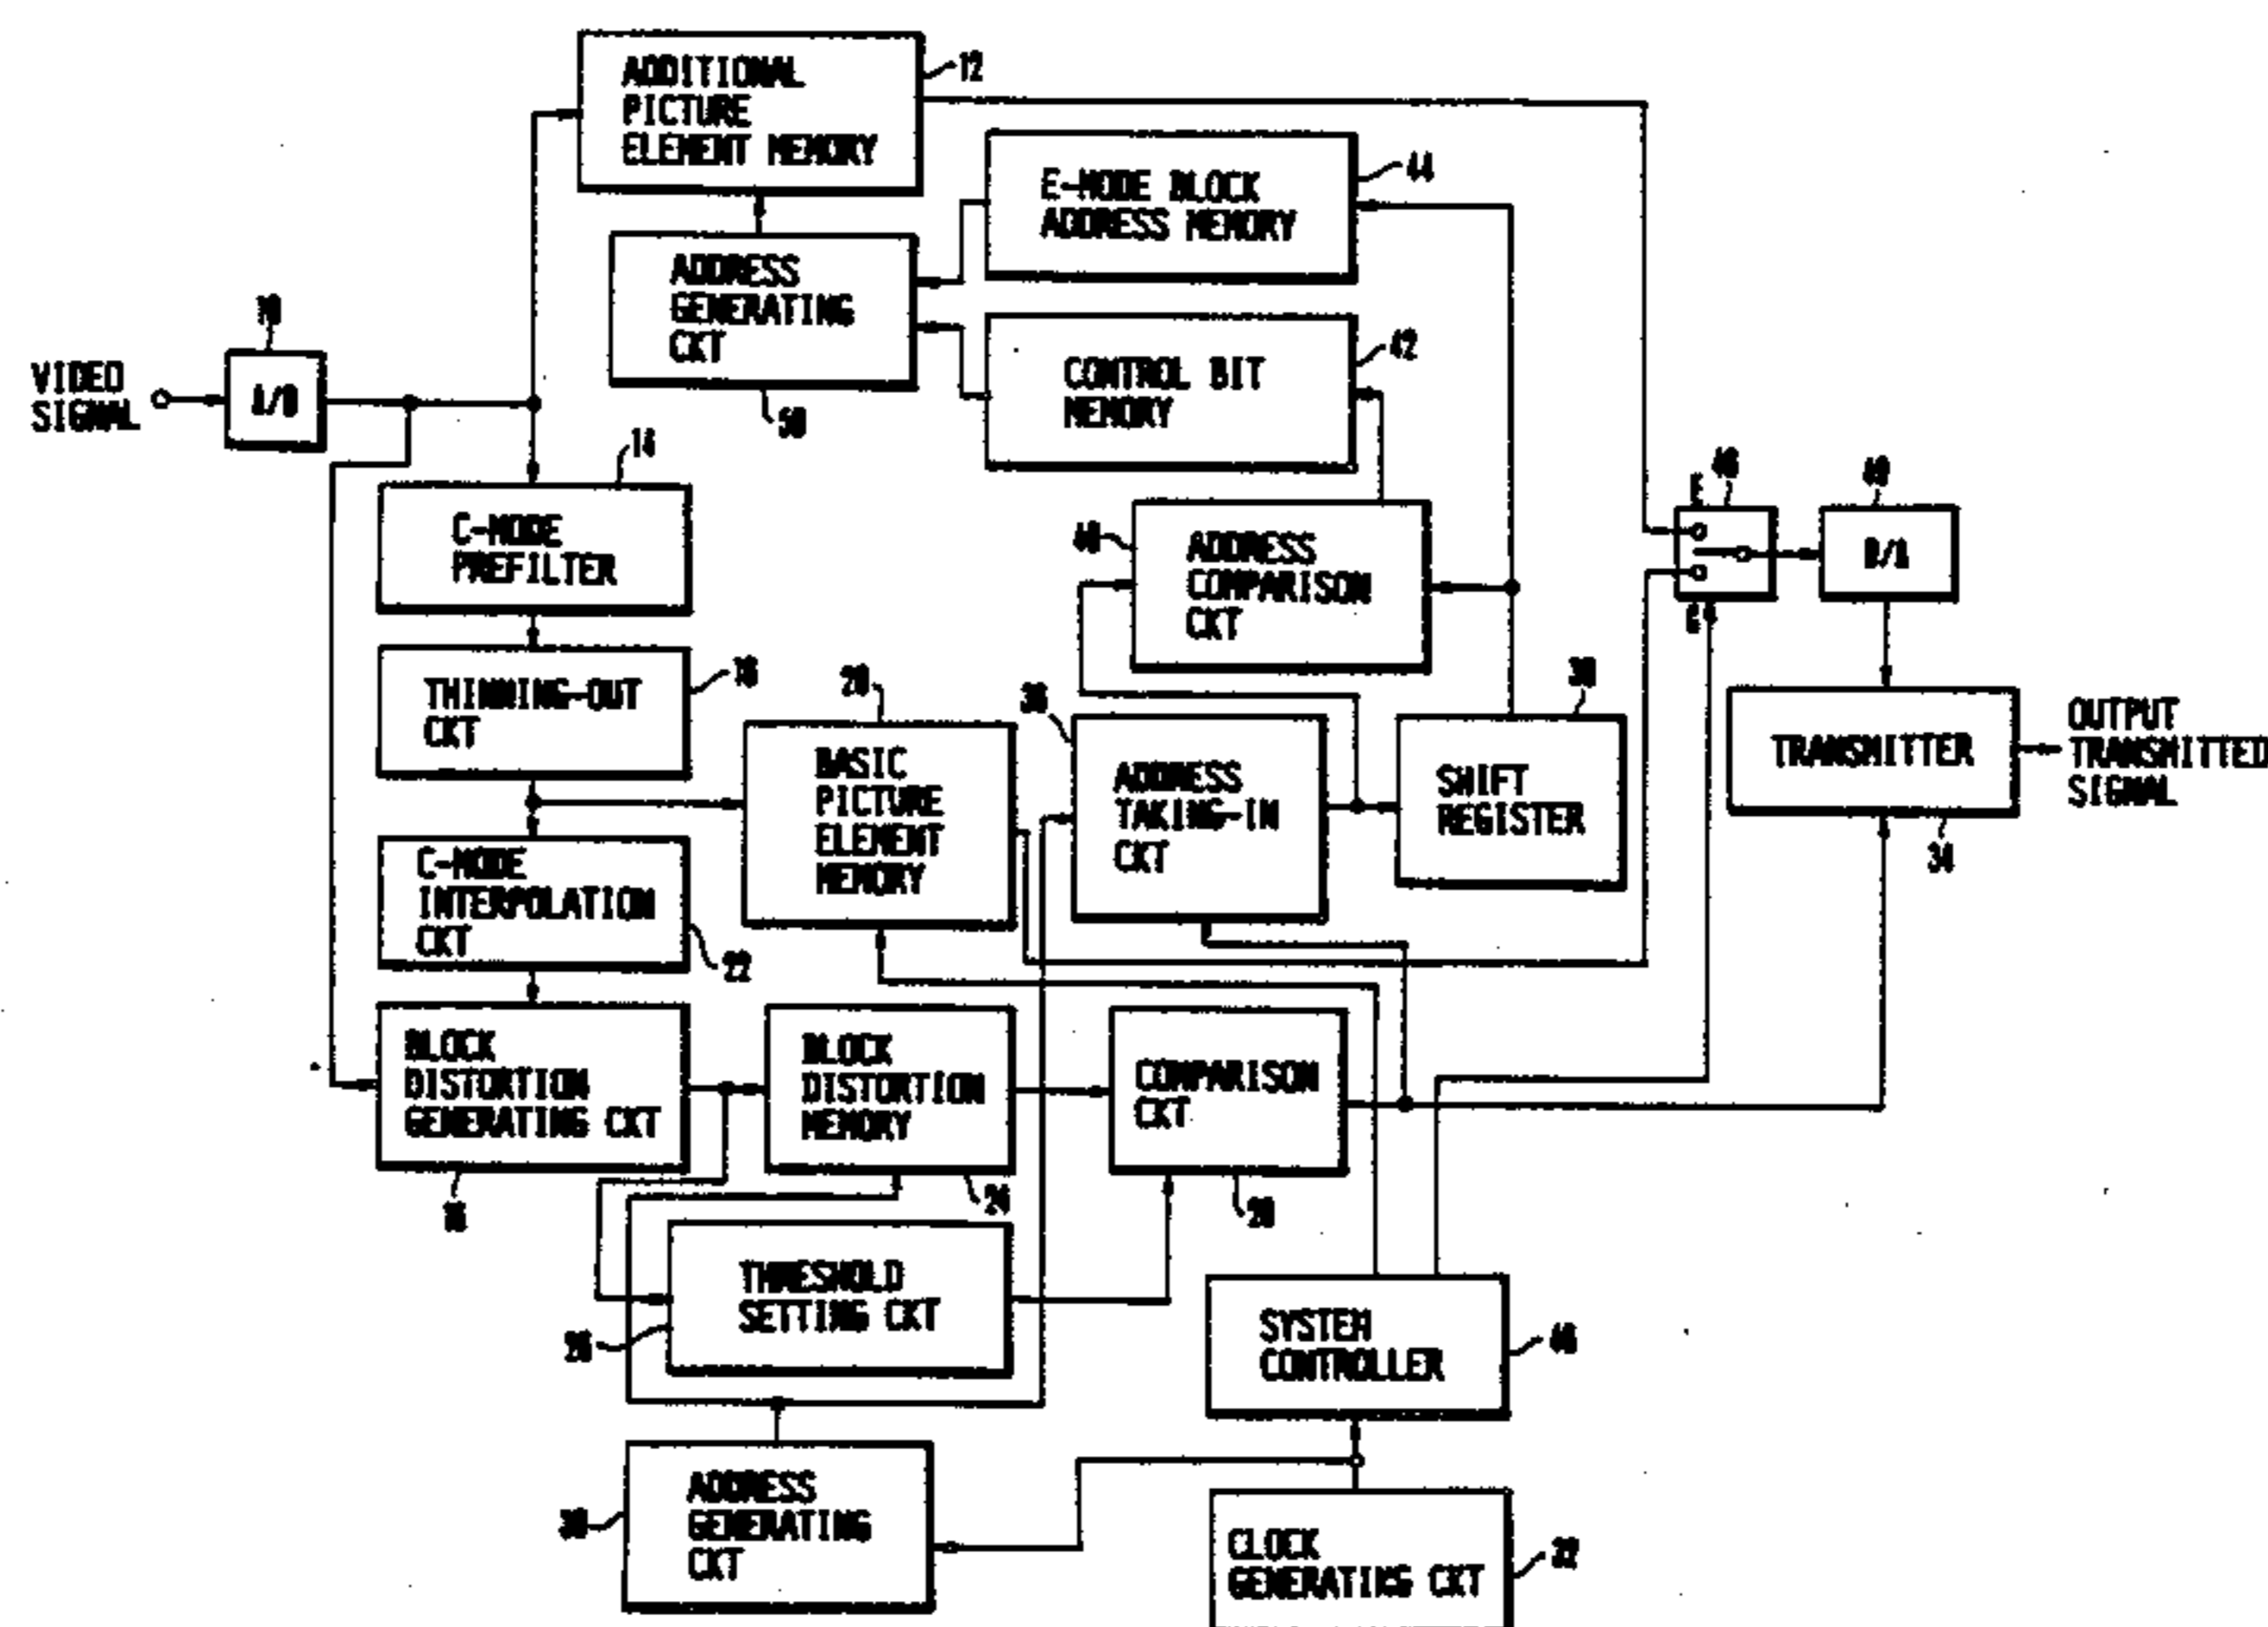 ADDITIONAL
PICTURE
ELEMENT MEMORY
12
E-MODE BLOCK
ADDRESS MEMORY
44
ADDRESS
GENERATING
CKT
50
CONTROL BIT
MEMORY
42
VIDEO
SIGNAL
10
A/D
14
C-MODE
PREFILTER
ADDRESS
COMPARISON
CKT
E
C
D/A
THINNING-OUT
CKT
20
BASIC
PICTURE
ELEMENT
MEMORY
36
ADDRESS
TAKING-IN
CKT
SHIFT
REGISTER
TRANSMITTER
34
OUTPUT
TRANSMITTED
SIGNAL
C-MODE
INTERPOLATION
CKT
22
BLOCK
DISTORTION
GENERATING CKT
BLOCK
DISTORTION
MEMORY
24
COMPARISON
CKT
THRESHOLD
SETTING CKT
SYSTEM
CONTROLLER
ADDRESS
GENERATING
CKT
30
CLOCK
GENERATING CKT
32